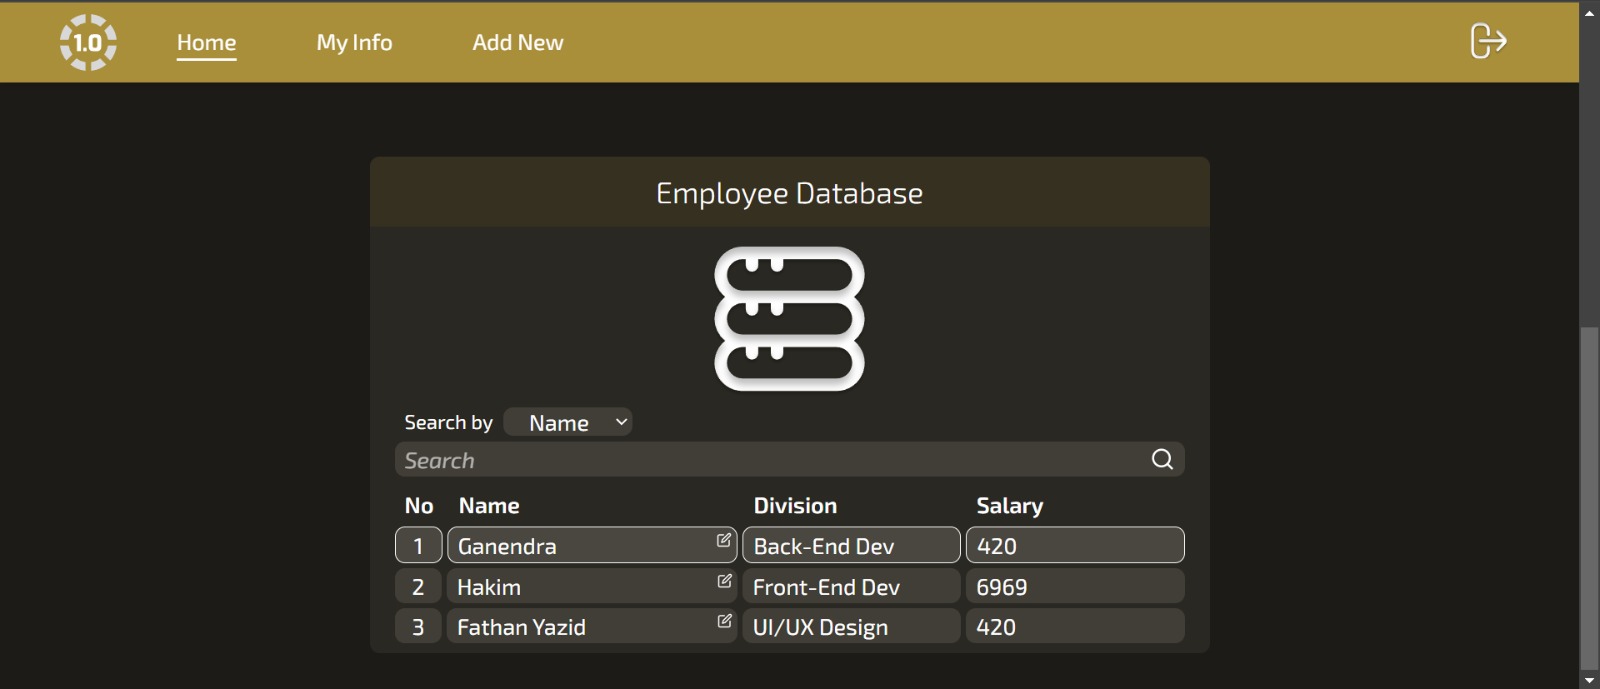 1.0 Home My Info Add New
Employee Database
Search by Name
Search
No Name Division Salary
1 Ganendra Back-End Dev 420
2 Hakim Front-End Dev 6969
3 Fathan Yazid UI/UX Design 420